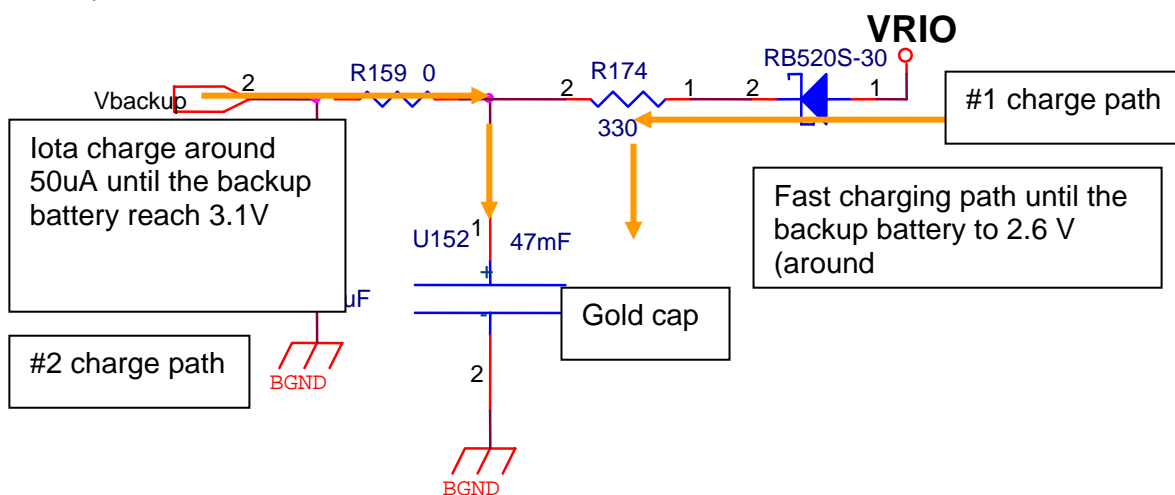 VRIO
RB520S-30
R159 0
R174
2
2
1
2
1
Vbackup
330
#1 charge path
Iota charge around
50uA until the backup
battery reach 3.1V
Fast charging path until the
backup battery to 2.6 V
(around
1
U152
47mF
+
-
uF
Gold cap
#2 charge path
BGND
2
BGND